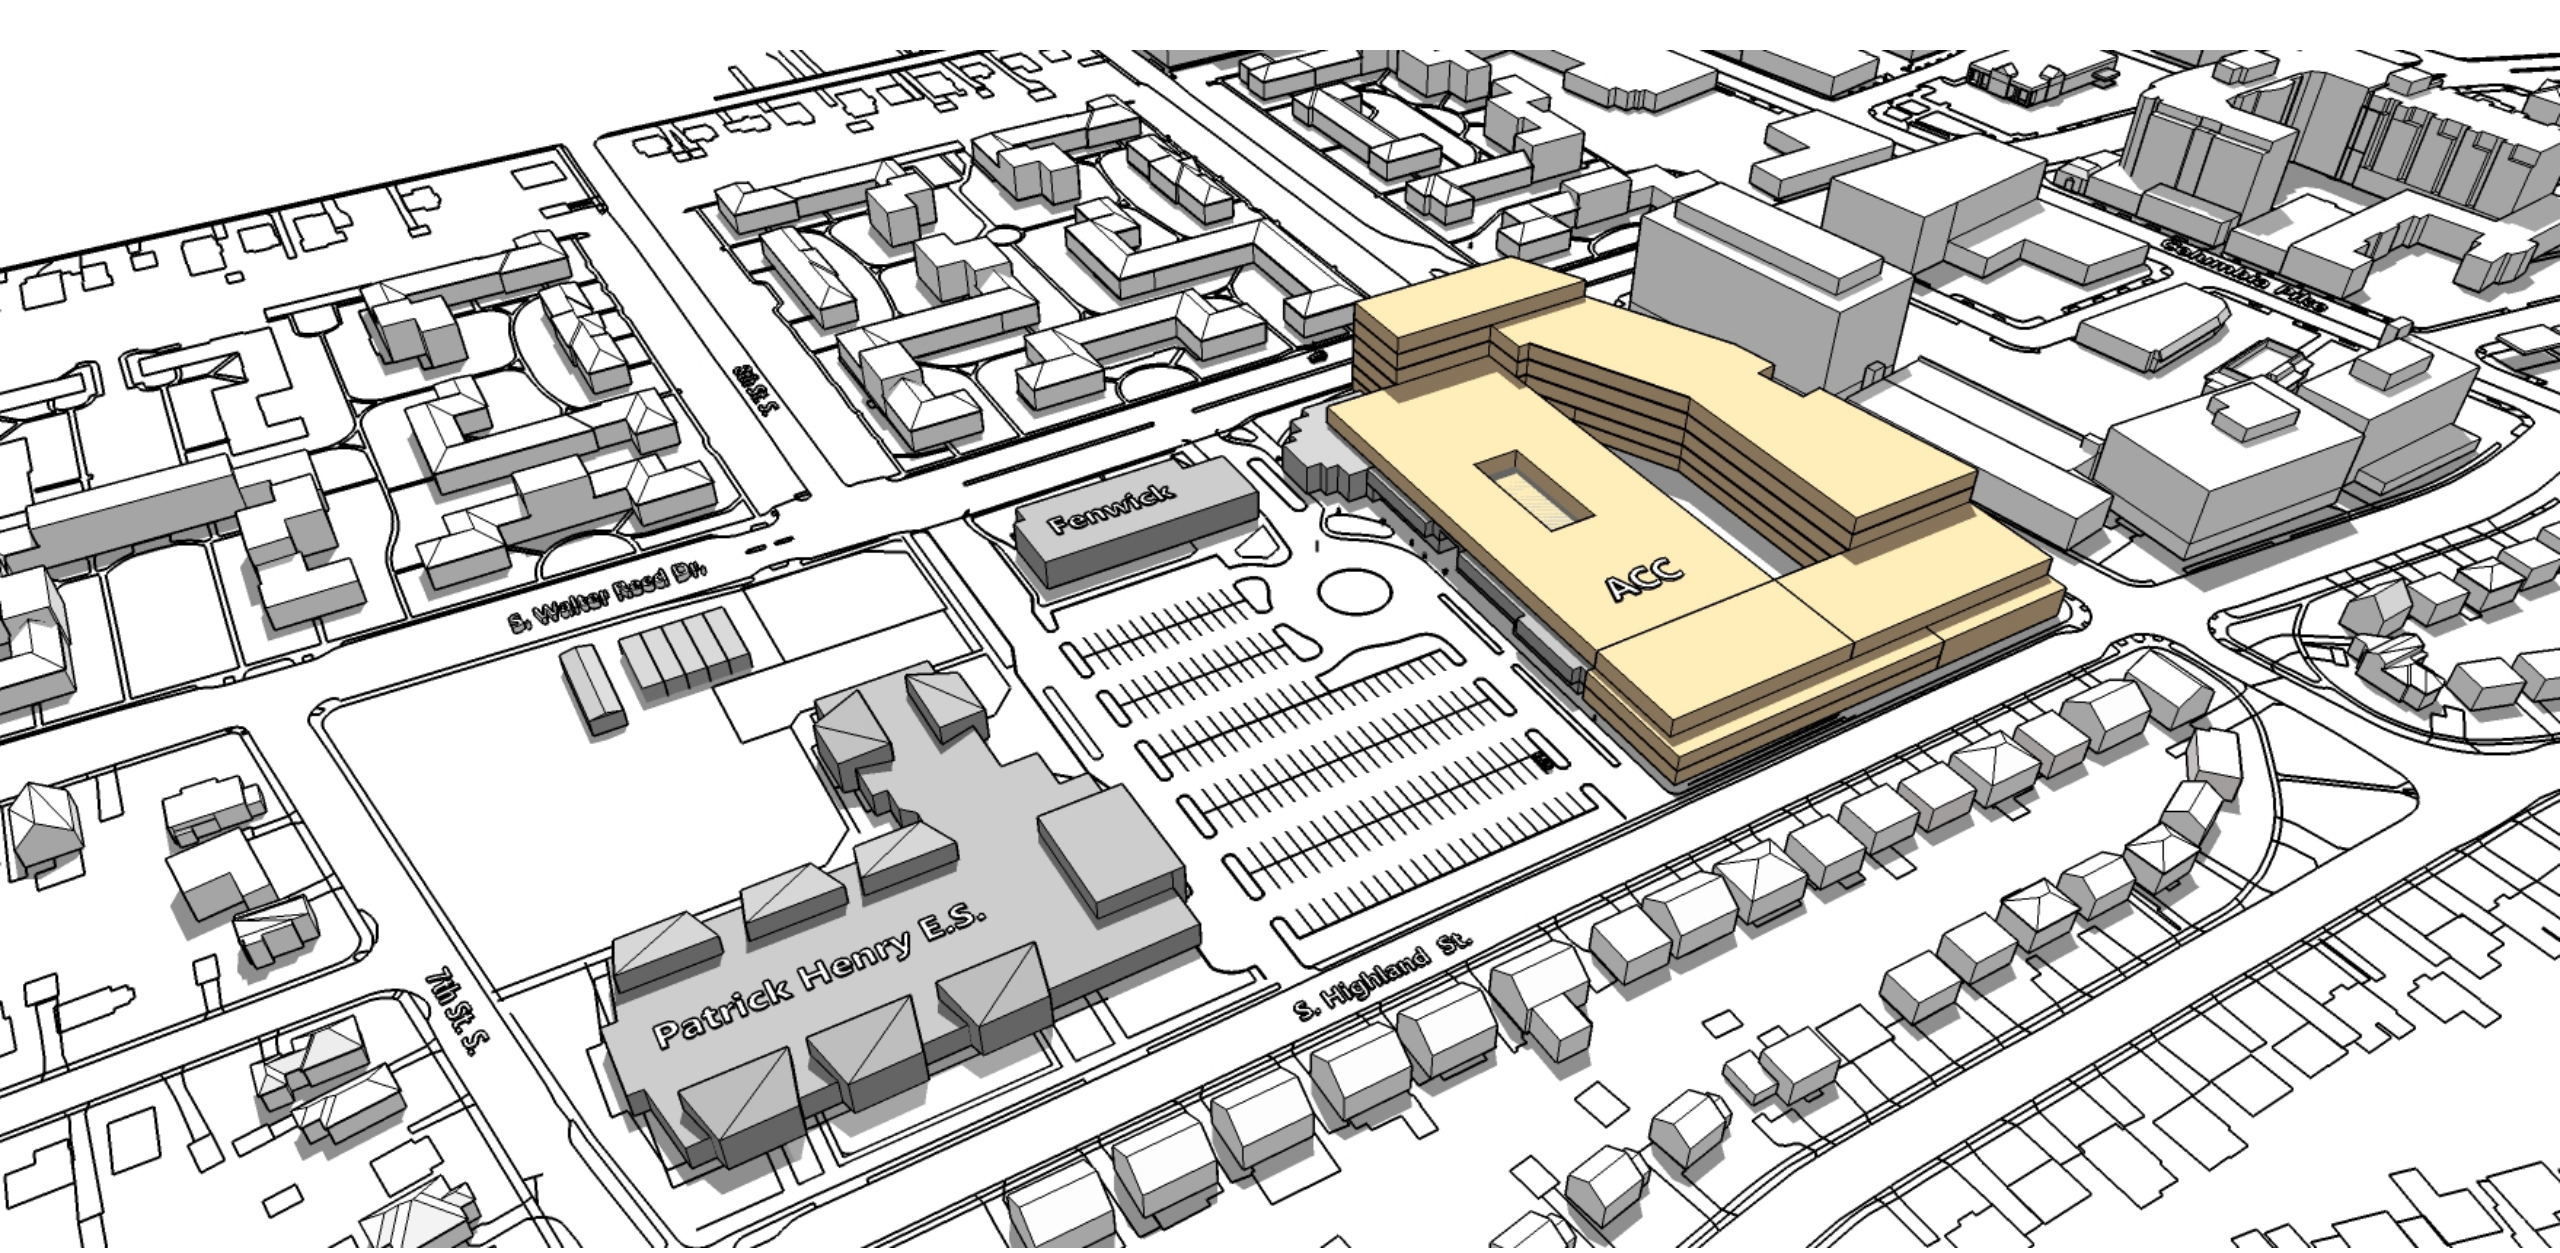 Columbia Pike
Fenwick
ACC
S. Walter Reed Dr.
Patrick Henry E.S.
S. Highland St.
7th St. S.